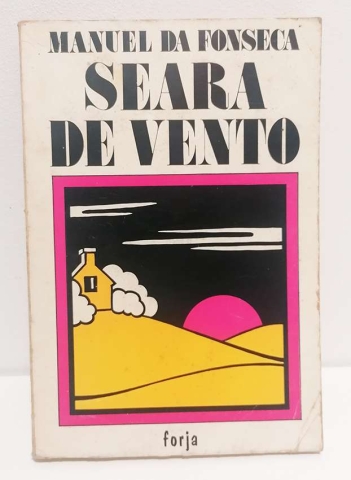 MANUEL DA FONSECA
SEARA
DE VENTO
forja